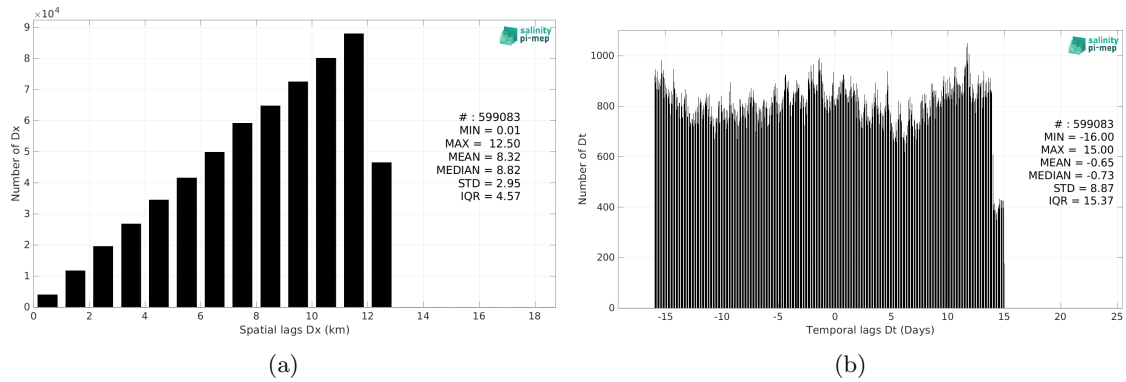 ×10⁴
9
8
7
6
5
4
3
2
1
0
Number of Dx
0 2 4 6 8 10 12 14 16 18
Spatial lags Dx (km)
salinity
pi-mep
# : 599083
MIN = 0.01
MAX = 12.50
MEAN = 8.32
MEDIAN = 8.82
STD = 2.95
IQR = 4.57
(a)
1000
800
600
400
200
0
Number of Dt
-15 -10 -5 0 5 10 15 20 25
Temporal lags Dt (Days)
salinity
pi-mep
# : 599083
MIN = -16.00
MAX = 15.00
MEAN = -0.65
MEDIAN = -0.73
STD = 8.87
IQR = 15.37
(b)